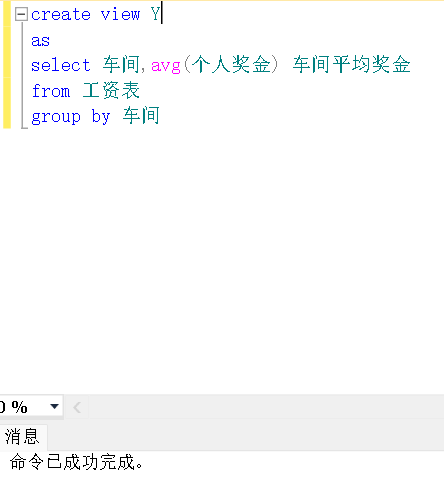 create view Y
as
select 车间,avg(个人奖金) 车间平均奖金
from 工资表
group by 车间
0 %
消息
命令已成功完成。